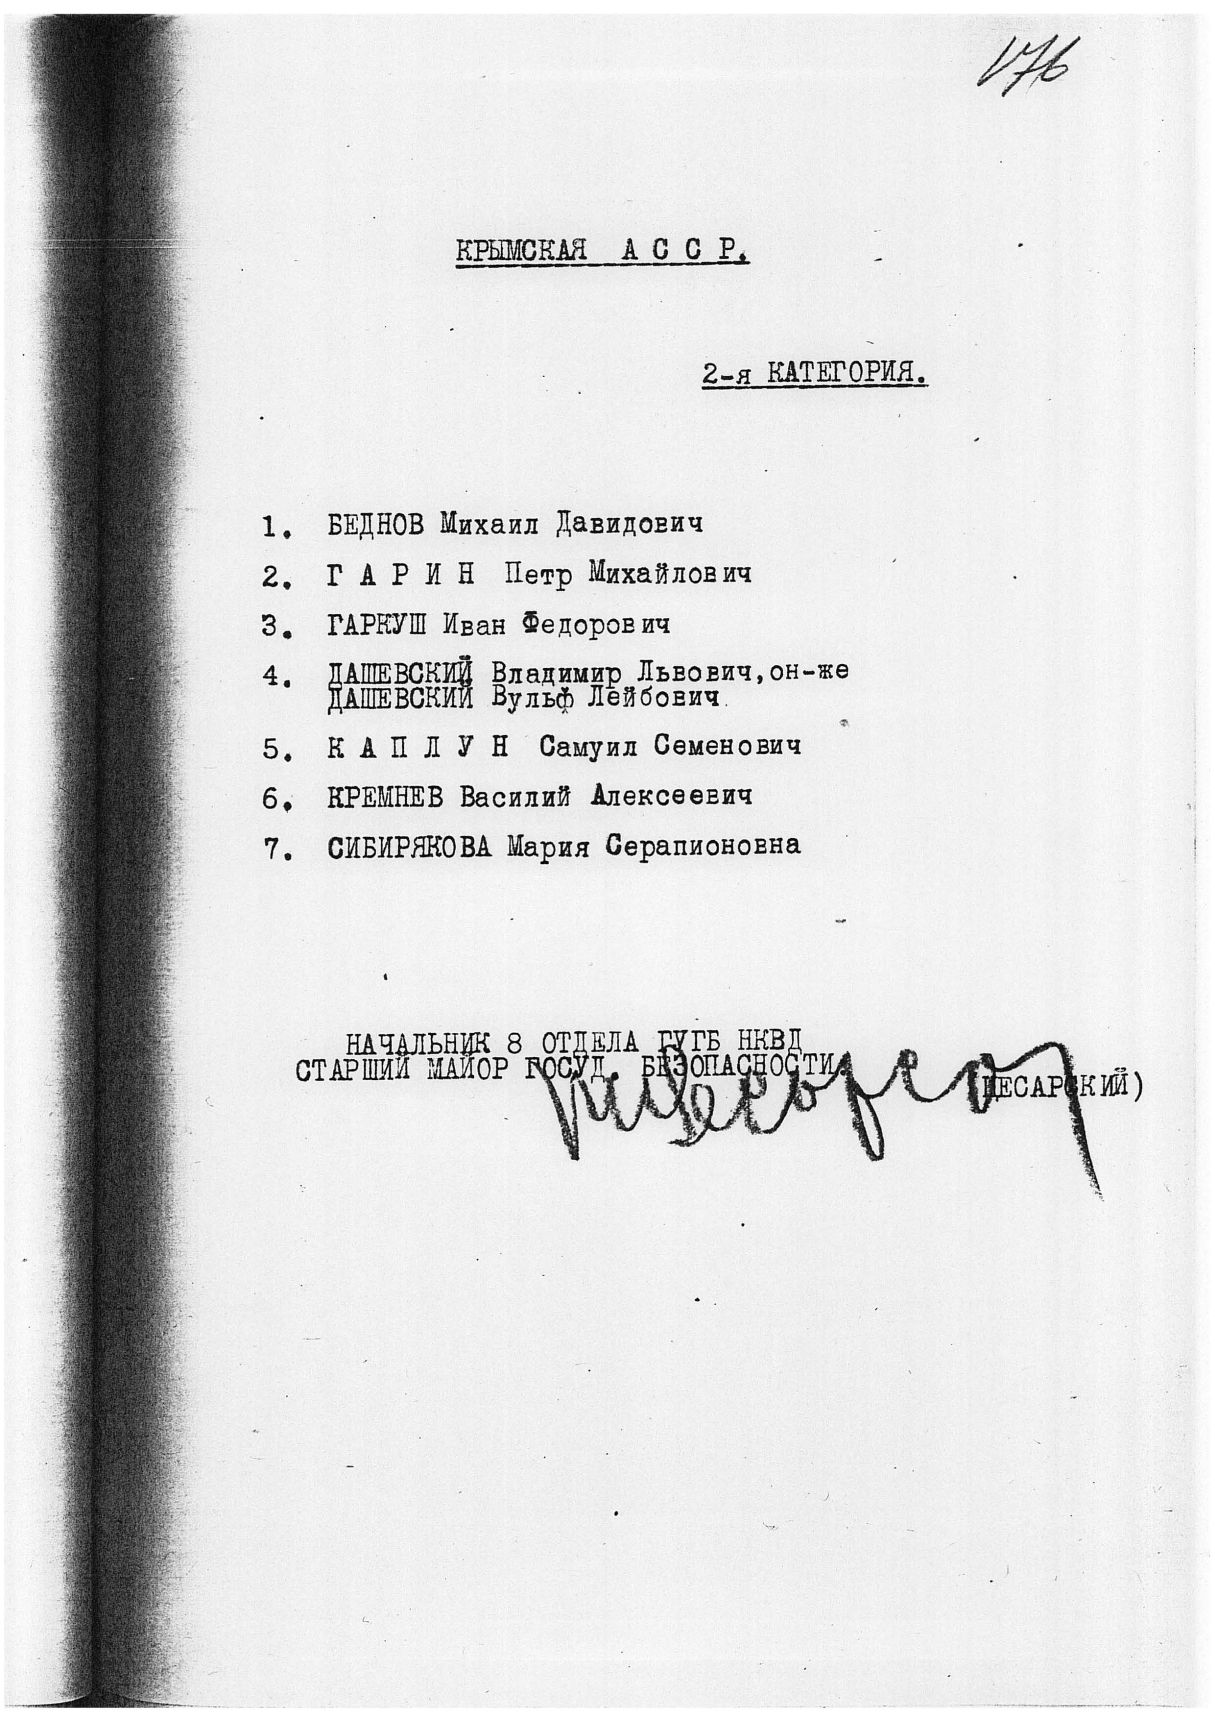 176
КРЫМСКАЯ А С С Р.
2-я КАТЕГОРИЯ.
1. БЕДНОВ Михаил Давидович
2. Г А Р И Н Петр Михайлович
3. ГАРКУШ Иван Федорович
4. ДАШЕВСКИЙ Владимир Львович,он-же
ДАШЕВСКИЙ Вульф Лейбович
5. К А П Л У Н Самуил Семенович
6. КРЕМНЕВ Василий Алексеевич
7. СИБИРЯКОВА Мария Серапионовна
НАЧАЛЬНИК 8 ОТДЕЛА ГУГБ НКВД
СТАРШИЙ МАЙОР ГОСУД. БЕЗОПАСНОСТИ
(ЦЕСАРСКИЙ)